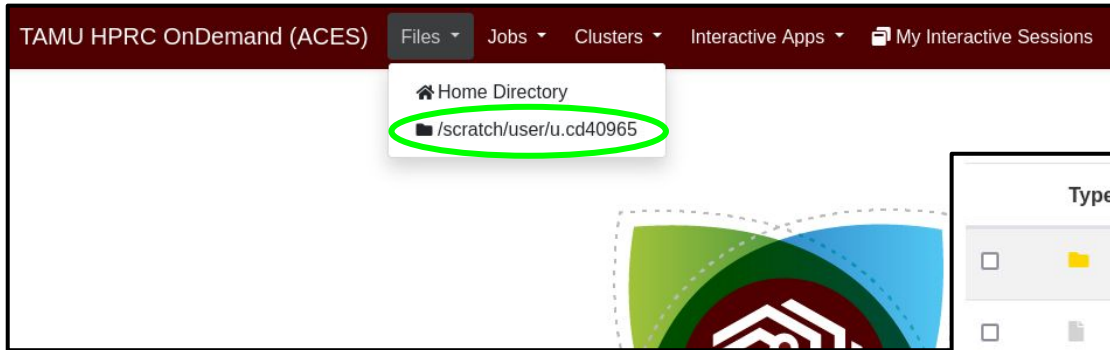 TAMU HPRC OnDemand (ACES) Files Jobs Clusters Interactive Apps My Interactive Sessions
Home Directory
/scratch/user/u.cd40965
Type